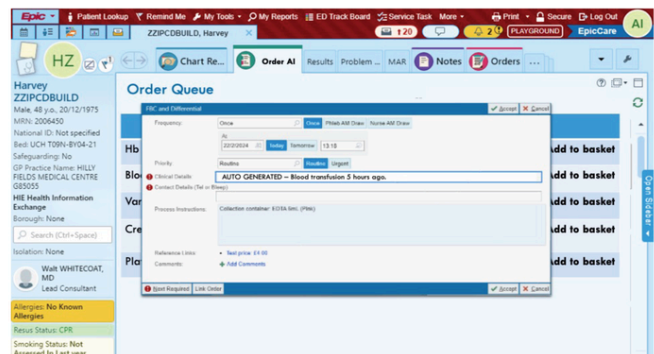 Epic Patient Lookup Remind Me My Tools My Reports ED Track Board Service Task More Print Secure Log Out
AI
ZZIPCDBUILD, Harvey 120 2 PLAYGROUND EpicCare
HZ Chart Re... Order AI Results Problem ... MAR Notes Orders ...
Harvey
ZZIPCDBUILD
Male, 48 y.o., 20/12/1975
MRN: 2006450
National ID: Not specified
Bed: UCH T09N-BY04-21
Safeguarding: No
GP Practice Name: HILLY
FIELDS MEDICAL CENTRE
G85055
HIE Health Information
Exchange
Borough: None
Search (Ctrl+Space)
Isolation: None
Walt WHITECOAT,
MD
Lead Consultant
Allergies: No Known
Allergies
Resus Status: CPR
Smoking Status: Not
Assessed In Last year
Order Queue
FBC and Differential Accept Cancel
Frequency: Once Once Phleb AM Draw Nurse AM Draw
At:
22/2/2024 Today Tomorrow 13:18
Priority: Routine Routine Urgent
Clinical Details: AUTO GENERATED – Blood transfusion 5 hours ago.
Contact Details (Tel or Bleep):
Process Instructions: Collection container: EDTA 6mL (Pink)
Reference Links: • Test price: £4.00
Comments: Add Comments
Next Required Link Order Accept Cancel
Hb Add to basket
Blo Add to basket
Var Add to basket
Cre Add to basket
Pla Add to basket
Open Sidebar